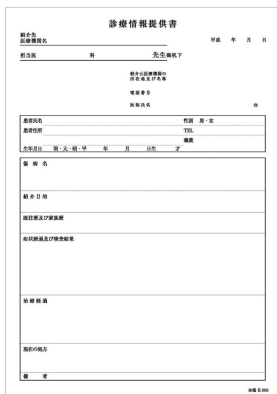 診療情報提供書
紹介先
医療機関名
平成 年 月 日
担当医 科 先生御机下
紹介元医療機関の
所在地及び名称
電話番号
医師氏名 ㊞
患者氏名 性別 男・女
患者住所 TEL
職業
生年月日 明・大・昭・平 年 月 日生 才
傷病名
紹介目的
既往歴及び家族歴
症状経過及び検査結果
治療経過
現在の処方
備考